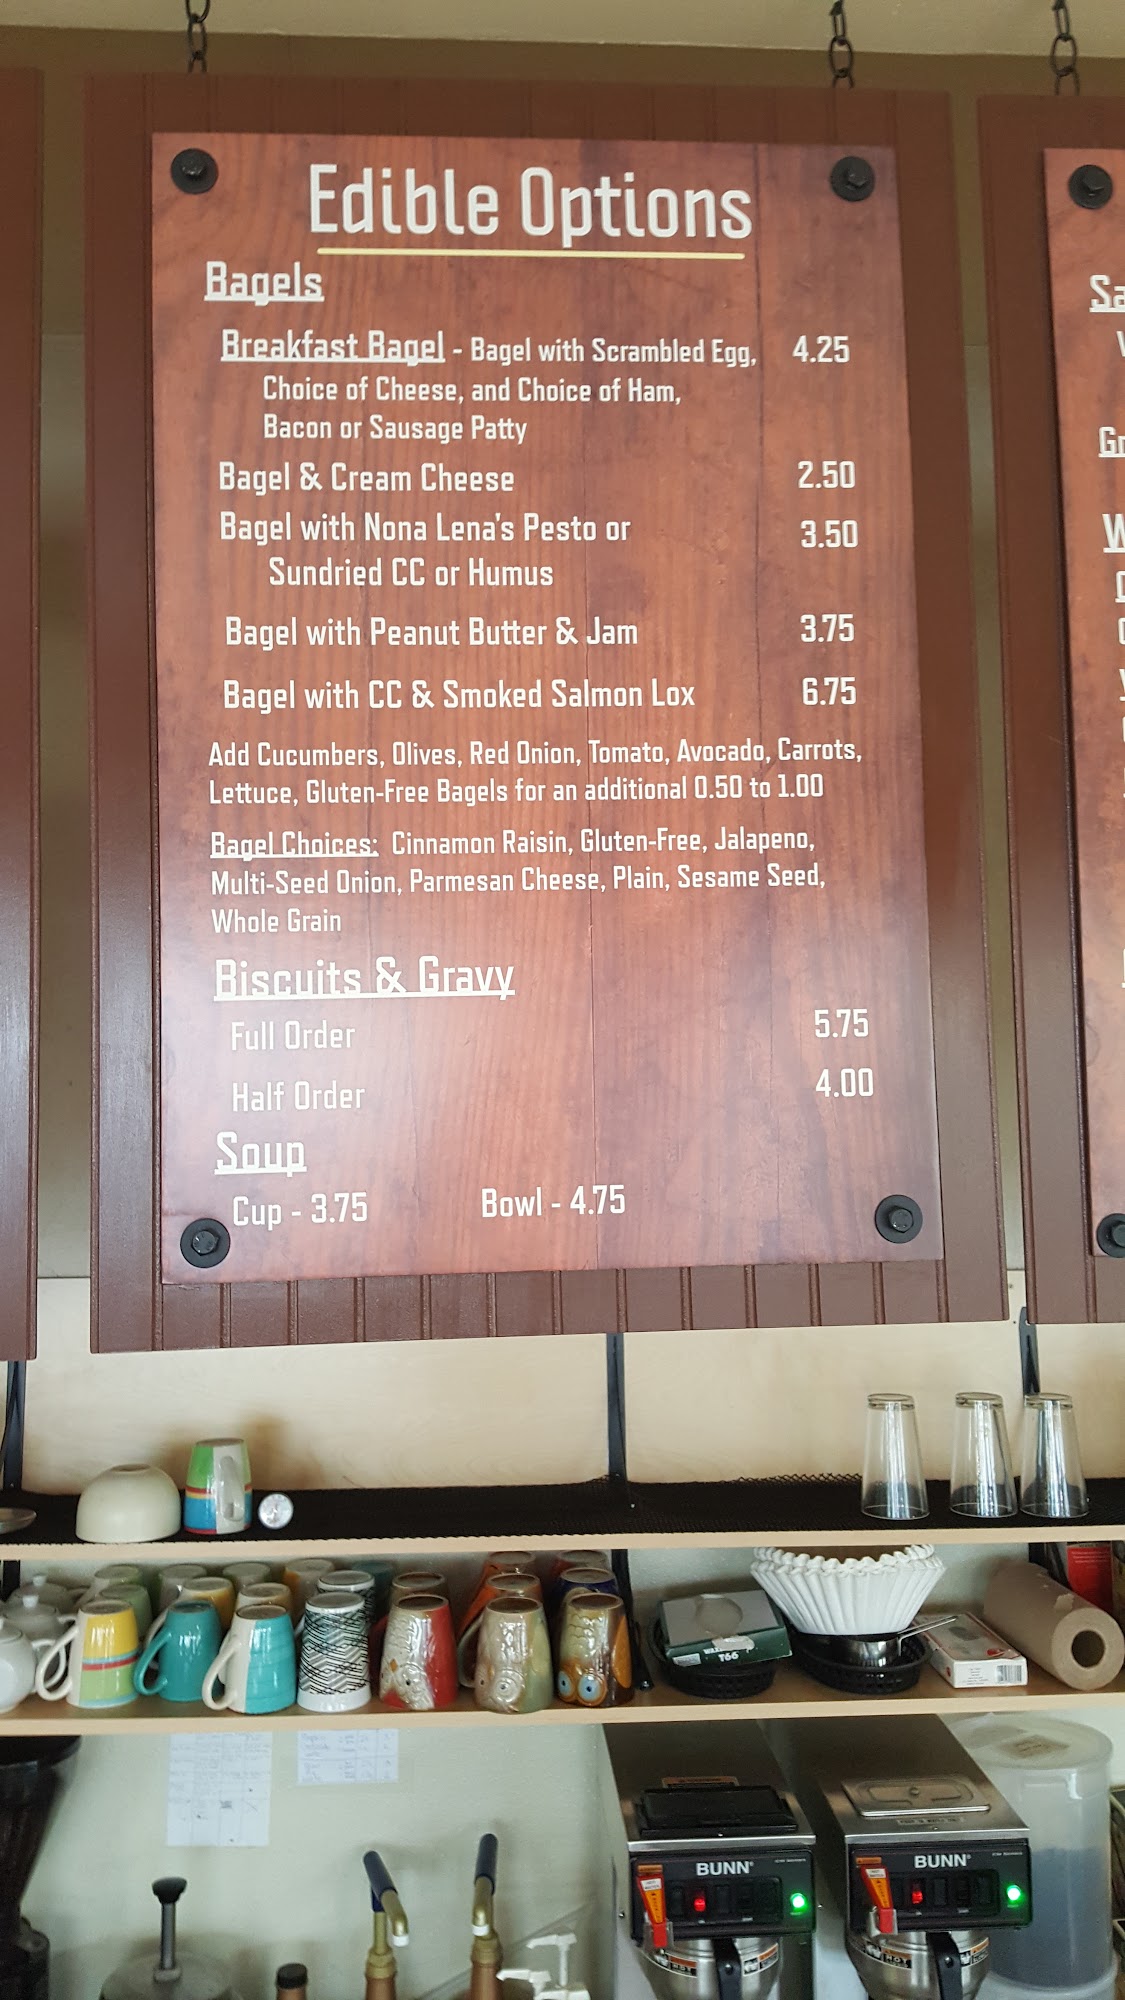 Edible Options
Bagels
Breakfast Bagel - Bagel with Scrambled Egg, 4.25
Choice of Cheese, and Choice of Ham,
Bacon or Sausage Patty
Bagel & Cream Cheese 2.50
Bagel with Nona Lena's Pesto or 3.50
Sundried CC or Humus
Bagel with Peanut Butter & Jam 3.75
Bagel with CC & Smoked Salmon Lox 6.75
Add Cucumbers, Olives, Red Onion, Tomato, Avocado, Carrots,
Lettuce, Gluten-Free Bagels for an additional 0.50 to 1.00
Bagel Choices: Cinnamon Raisin, Gluten-Free, Jalapeno,
Multi-Seed Onion, Parmesan Cheese, Plain, Sesame Seed,
Whole Grain
Biscuits & Gravy
Full Order 5.75
Half Order 4.00
Soup
Cup - 3.75 Bowl - 4.75
T66
BUNN
BUNN